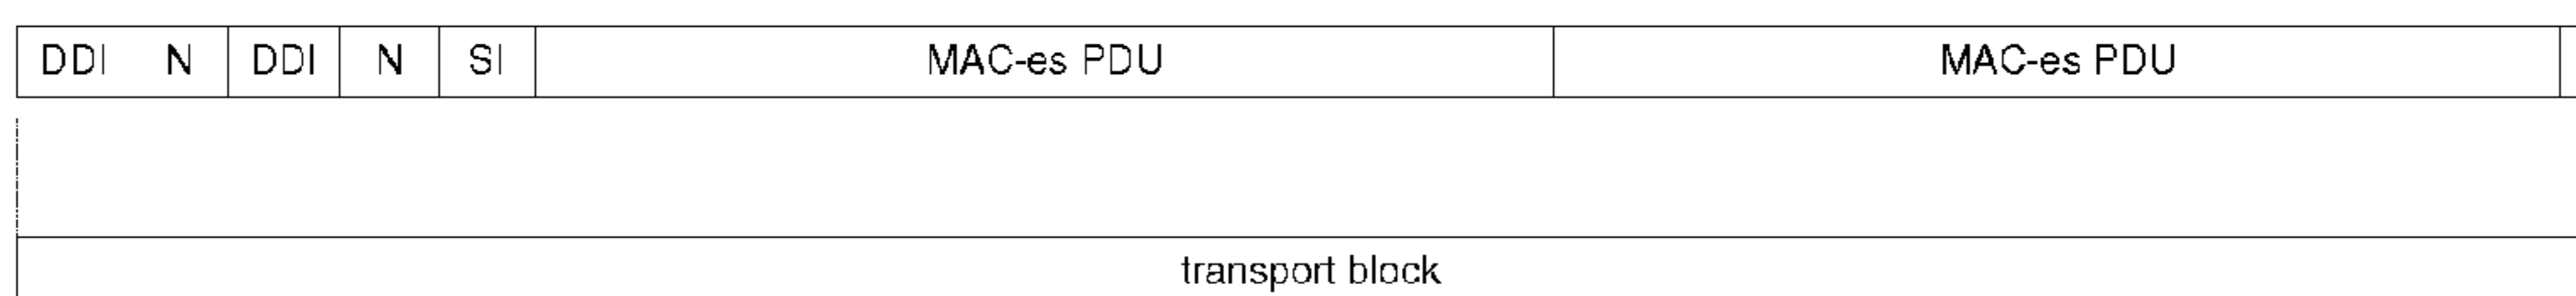 DDI N DDI N SI MAC-es PDU MAC-es PDU
transport block